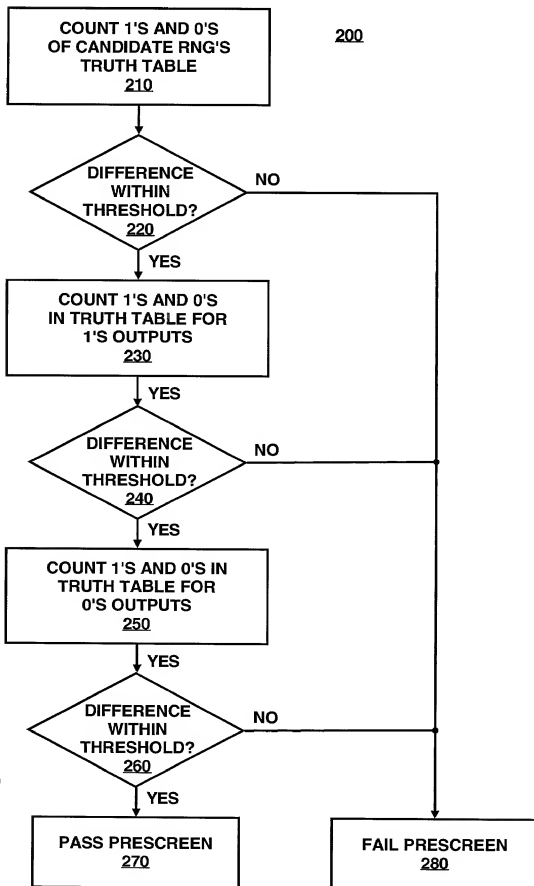 COUNT 1'S AND 0'S
OF CANDIDATE RNG'S
TRUTH TABLE
210
200
DIFFERENCE
WITHIN
THRESHOLD?
220
NO
YES
COUNT 1'S AND 0'S
IN TRUTH TABLE FOR
1'S OUTPUTS
230
YES
DIFFERENCE
WITHIN
THRESHOLD?
240
NO
YES
COUNT 1'S AND 0'S IN
TRUTH TABLE FOR
0'S OUTPUTS
250
YES
DIFFERENCE
WITHIN
THRESHOLD?
260
NO
YES
PASS PRESCREEN
270
FAIL PRESCREEN
280